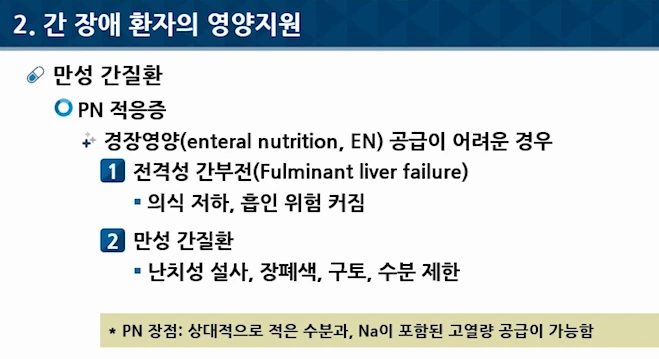 2. 간 장애 환자의 영양지원
만성 간질환
PN 적응증
경장영양(enteral nutrition, EN) 공급이 어려운 경우
1 전격성 간부전(Fulminant liver failure)
▪ 의식 저하, 흡인 위험 커짐
2 만성 간질환
▪ 난치성 설사, 장폐색, 구토, 수분 제한
* PN 장점: 상대적으로 적은 수분과, Na이 포함된 고열량 공급이 가능함